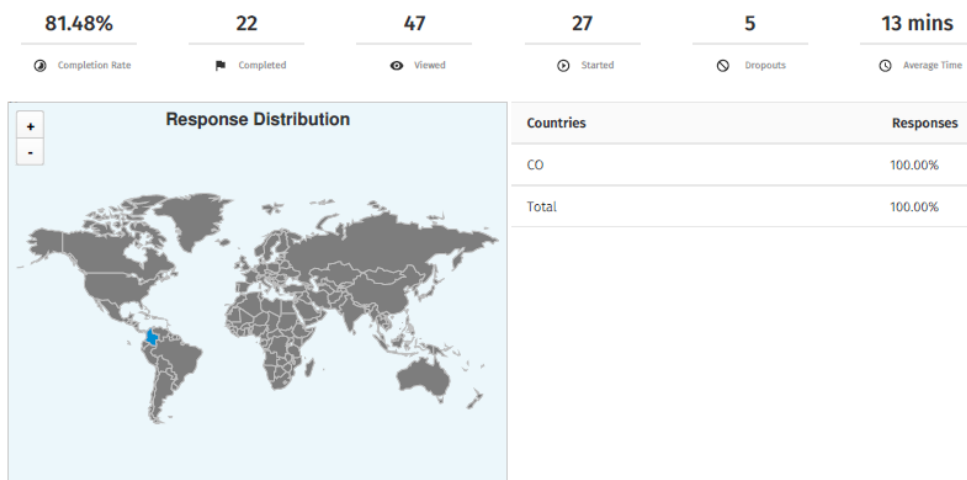 81.48% 22 47 27 5 13 mins
Completion Rate Completed Viewed Started Dropouts Average Time
+
-
Response Distribution
Countries Responses
CO 100.00%
Total 100.00%